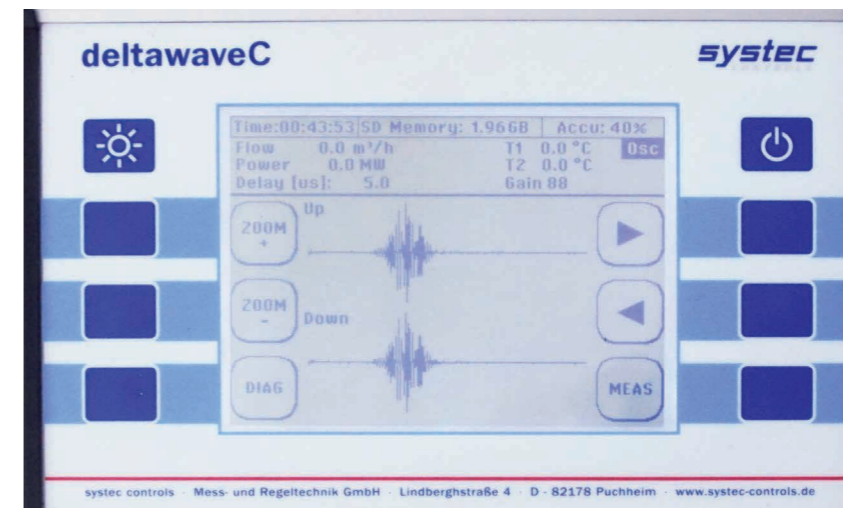 deltawaveC
systec
CONTROLS
Time:00:43:53 SD Memory: 1.96GB Accu: 40%
Flow 0.0 m³/h T1 0.0 °C Osc
Power 0.0 MW T2 0.0 °C
Delay [us]: 5.0 Gain 88
Up
ZOOM
+
ZOOM
-
Down
DIAG
MEAS
systec controls · Mess- und Regeltechnik GmbH · Lindberghstraße 4 · D - 82178 Puchheim · www.systec-controls.de